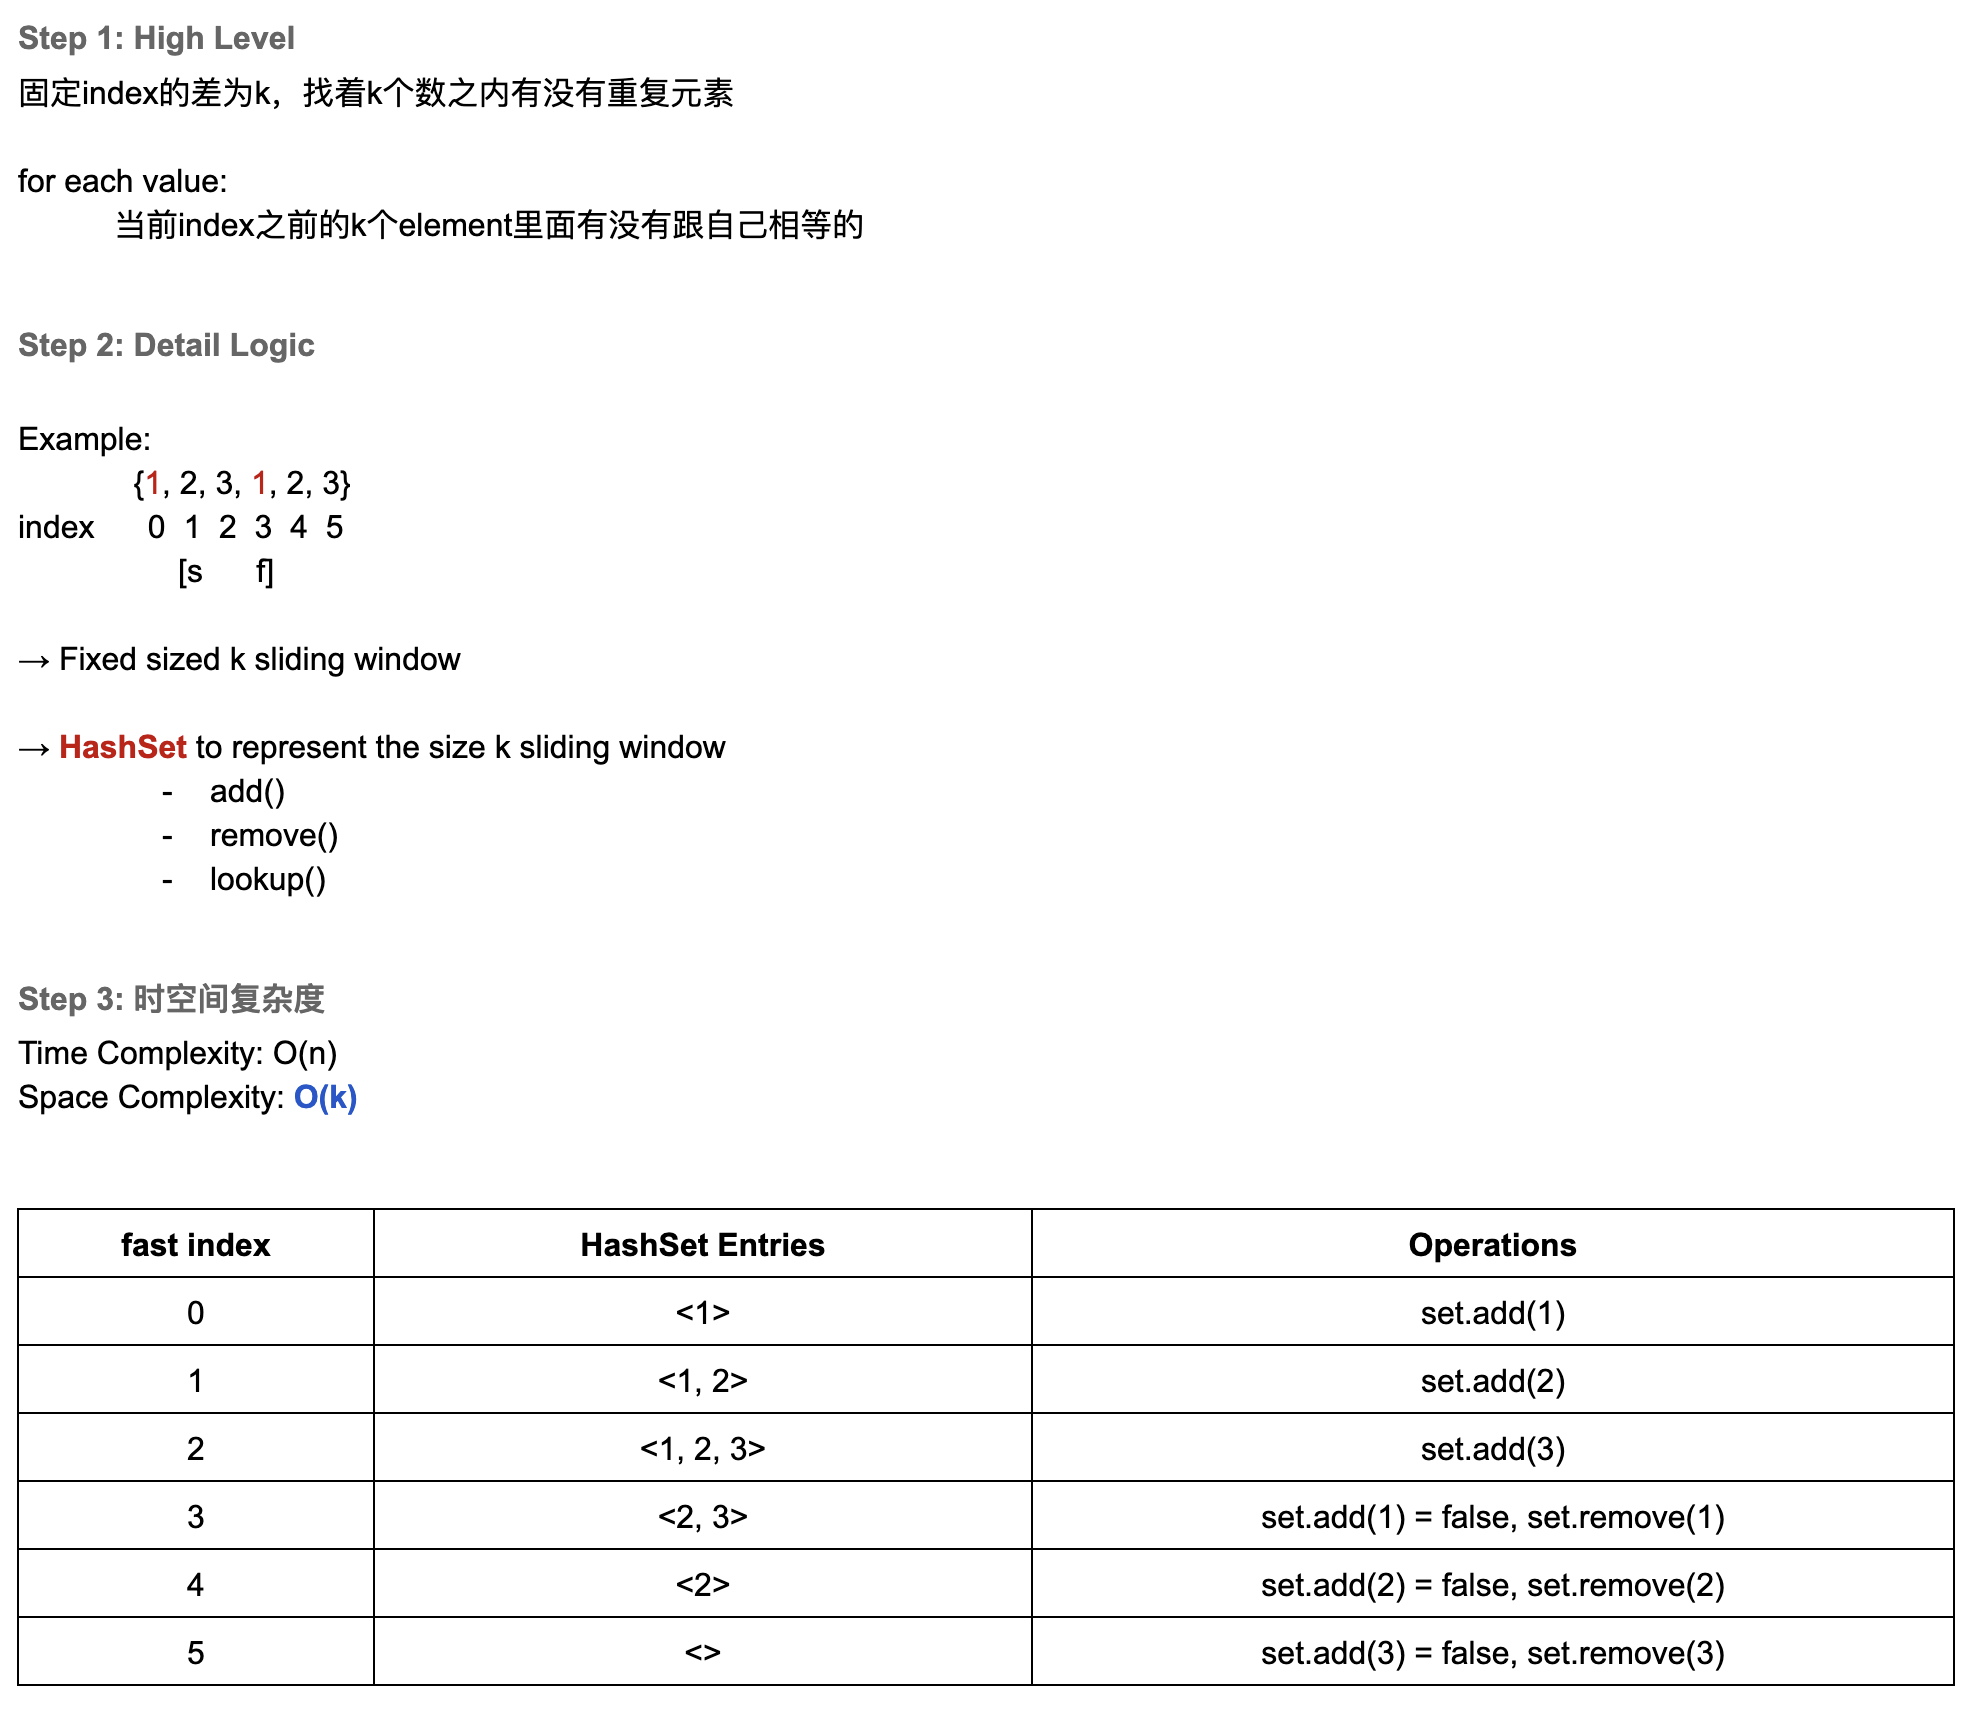 Step 1: High Level
固定index的差为k，找着k个数之内有没有重复元素
for each value:
当前index之前的k个element里面有没有跟自己相等的
Step 2: Detail Logic
Example:
{1, 2, 3, 1, 2, 3}
index 0 1 2 3 4 5
[s f]
→ Fixed sized k sliding window
→ HashSet to represent the size k sliding window
- add()
- remove()
- lookup()
Step 3: 时空间复杂度
Time Complexity: O(n)
Space Complexity: O(k)
fast index HashSet Entries Operations
0 <1> set.add(1)
1 <1, 2> set.add(2)
2 <1, 2, 3> set.add(3)
3 <2, 3> set.add(1) = false, set.remove(1)
4 <2> set.add(2) = false, set.remove(2)
5 <> set.add(3) = false, set.remove(3)